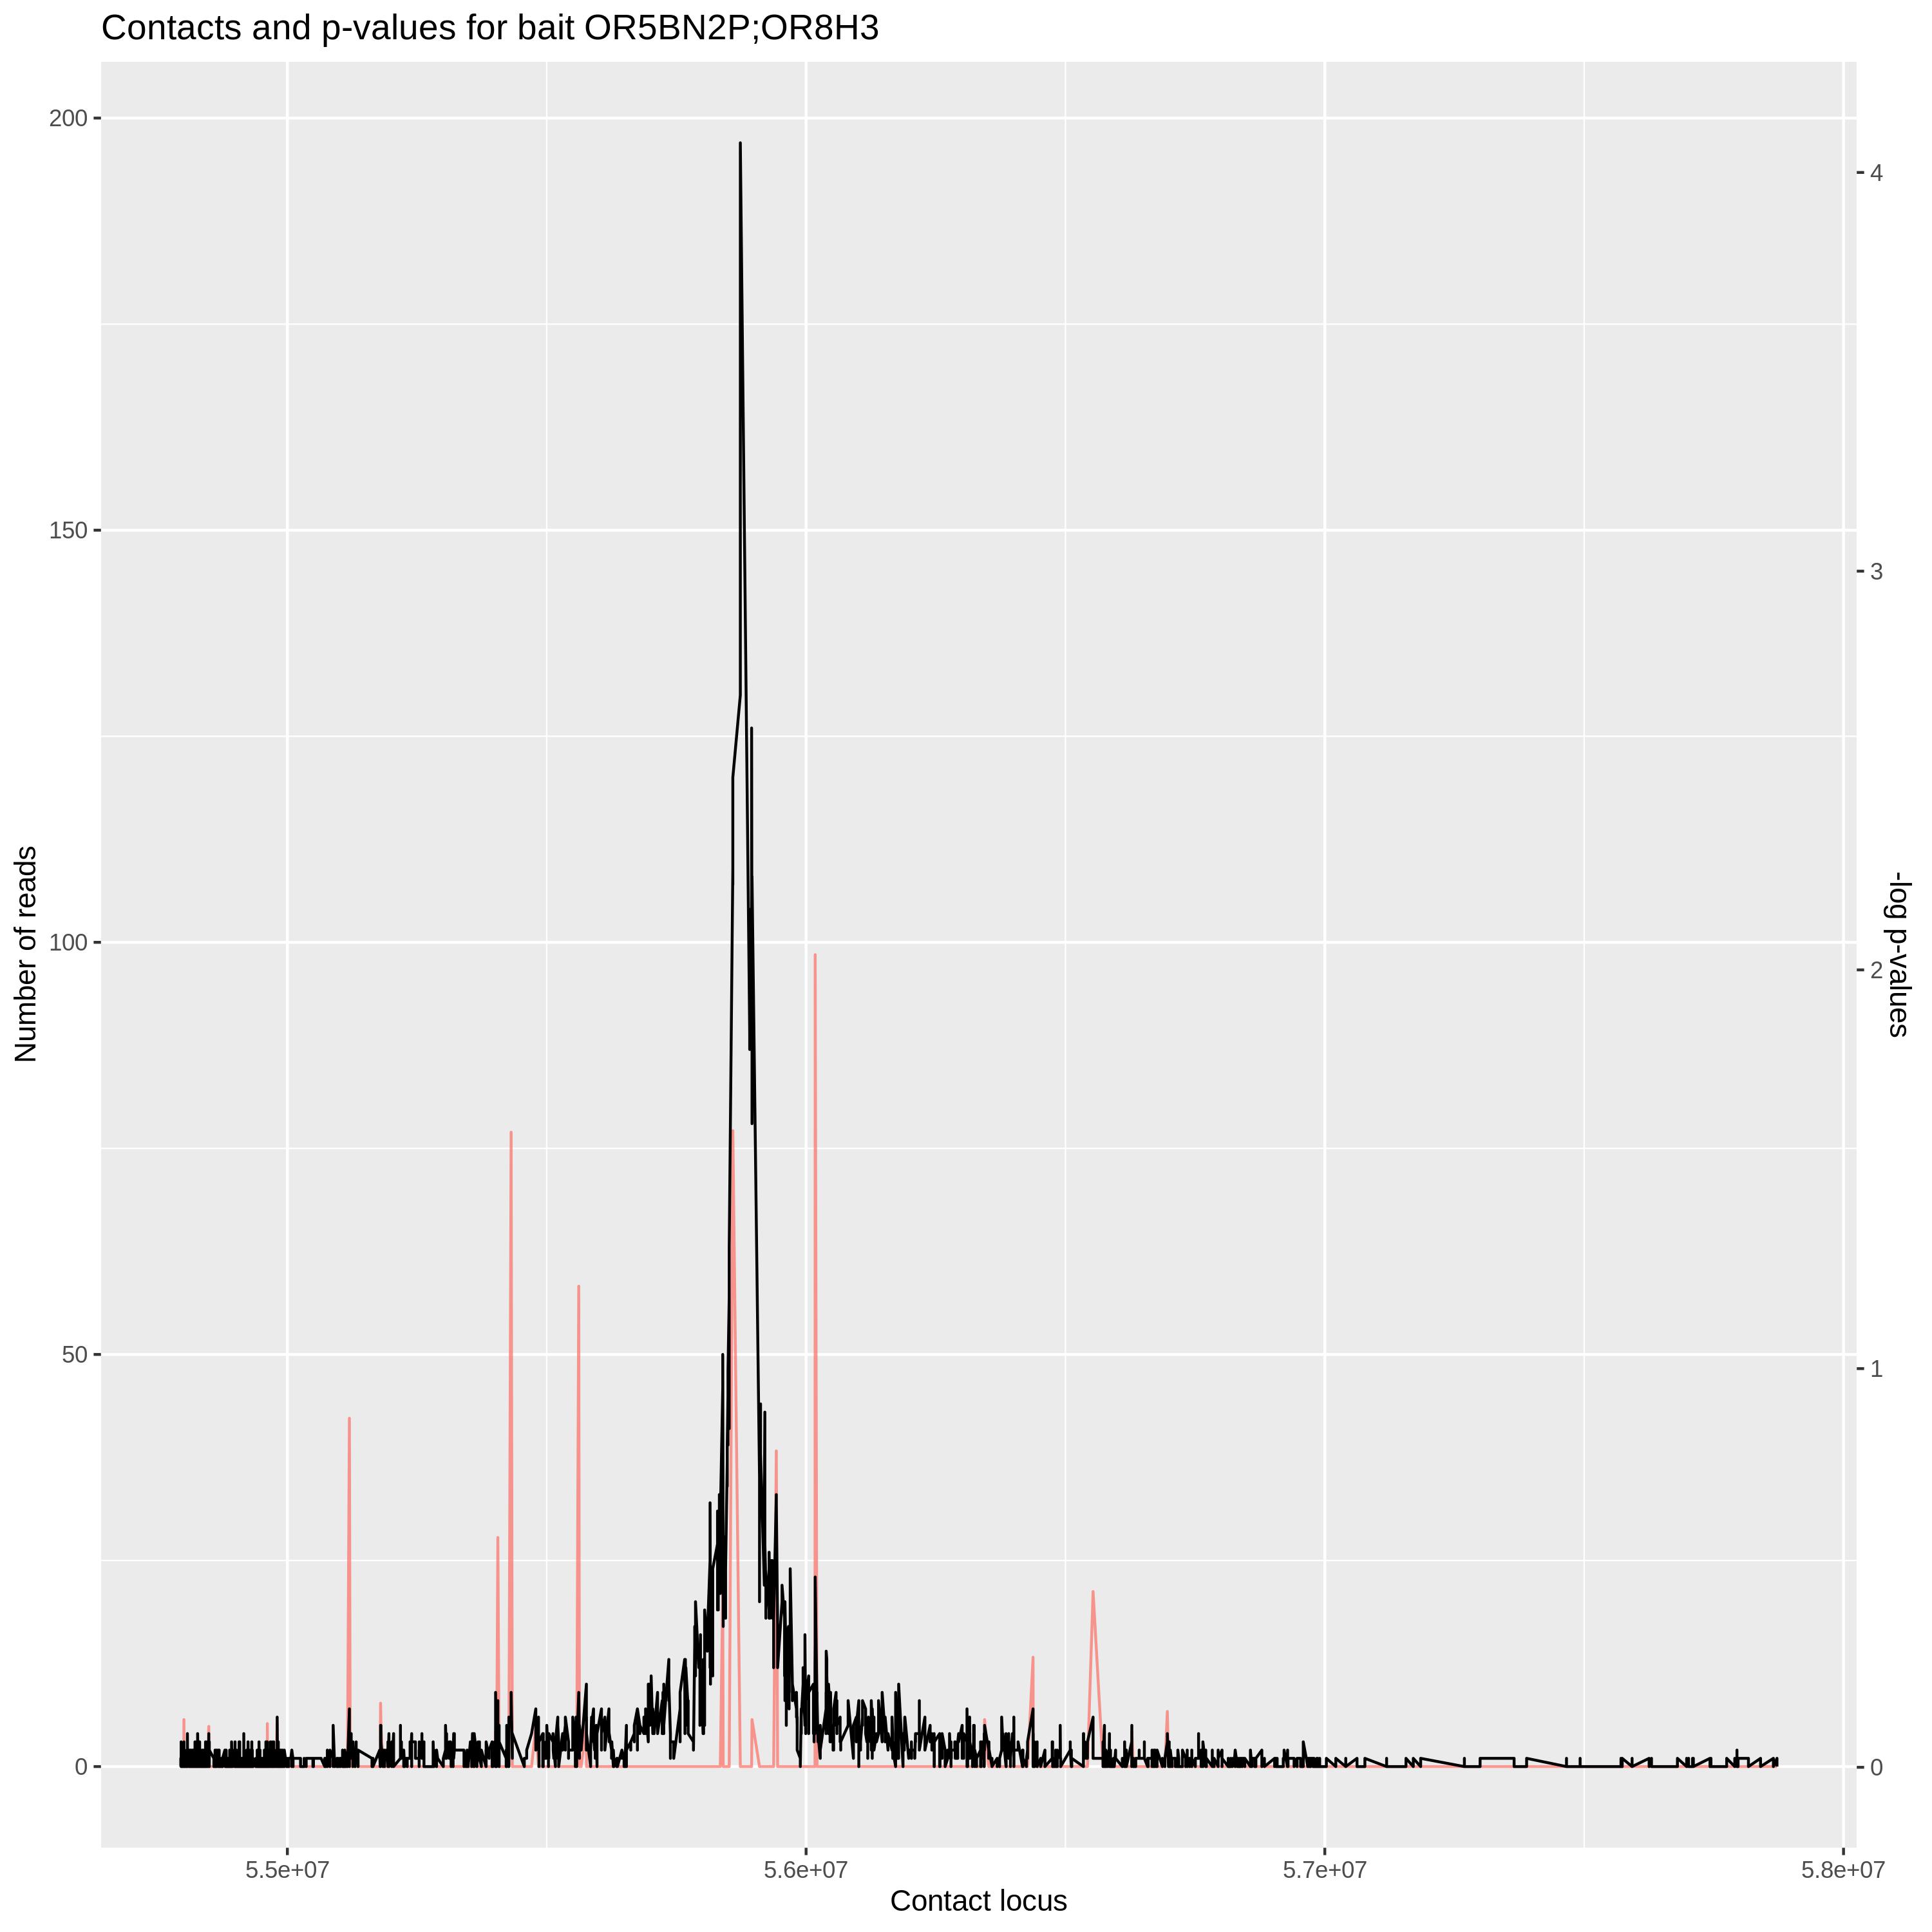 Contacts and p-values for bait OR5BN2P;OR8H3
200
150
100
50
0
Number of reads
4
3
2
1
0
-log p-values
5.5e+07
5.6e+07
5.7e+07
5.8e+07
Contact locus